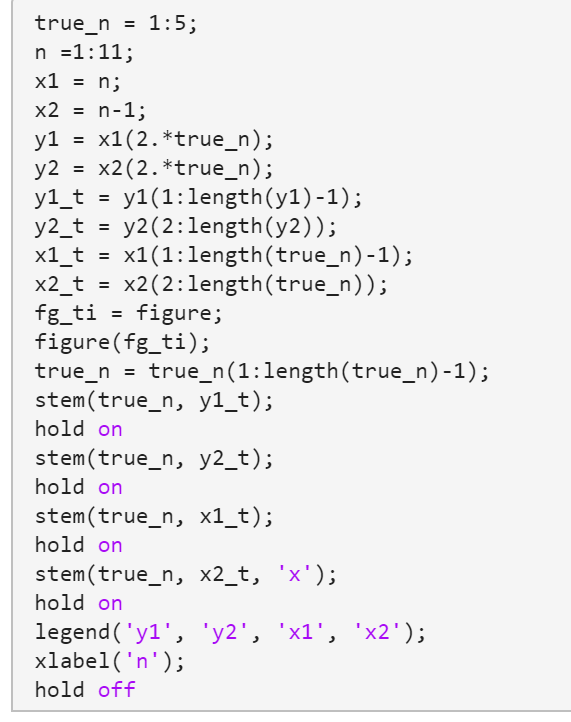 true_n = 1:5;
n =1:11;
x1 = n;
x2 = n-1;
y1 = x1(2.*true_n);
y2 = x2(2.*true_n);
y1_t = y1(1:length(y1)-1);
y2_t = y2(2:length(y2));
x1_t = x1(1:length(true_n)-1);
x2_t = x2(2:length(true_n));
fg_ti = figure;
figure(fg_ti);
true_n = true_n(1:length(true_n)-1);
stem(true_n, y1_t);
hold on
stem(true_n, y2_t);
hold on
stem(true_n, x1_t);
hold on
stem(true_n, x2_t, 'x');
hold on
legend('y1', 'y2', 'x1', 'x2');
xlabel('n');
hold off